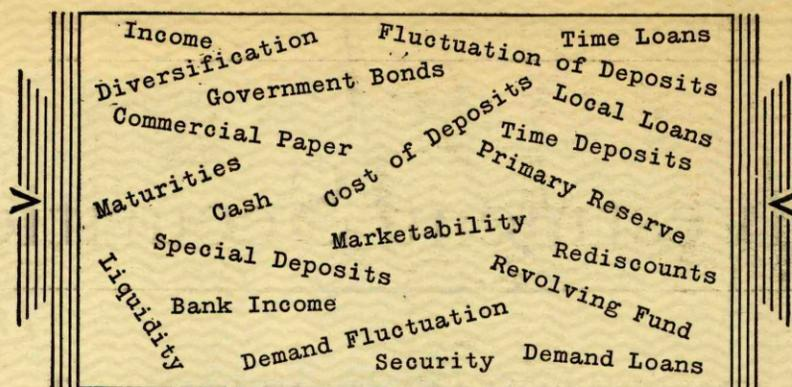 Income
Fluctuation of Deposits
Time Loans
Diversification
Government Bonds
Local Loans
Commercial Paper
Cost of Deposits
Time Deposits
Primary Reserve
Maturities
Cash
Marketability
Special Deposits
Rediscounts
Revolving Fund
Liquidity
Bank Income
Demand Fluctuation
Security
Demand Loans